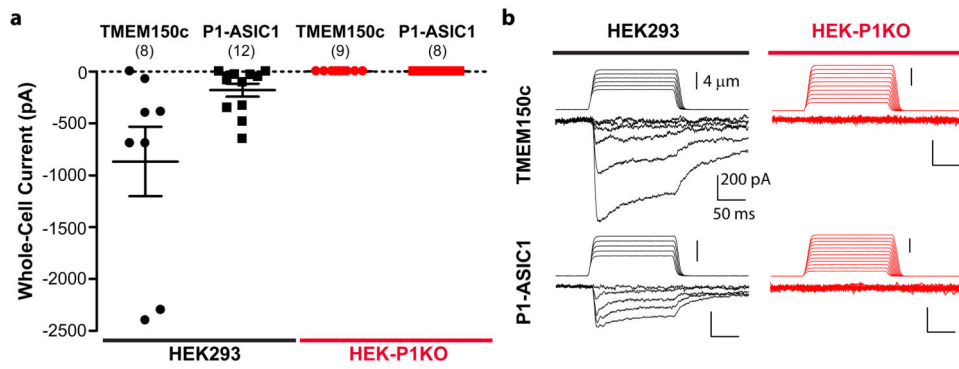 a
TMEM150c P1-ASIC1 TMEM150c P1-ASIC1
(8) (12) (9) (8)
Whole-Cell Current (pA)
0
-500
-1000
-1500
-2000
-2500
HEK293 HEK-P1KO
b
HEK293 HEK-P1KO
4 μm
TMEM150c
200 pA
50 ms
P1-ASIC1